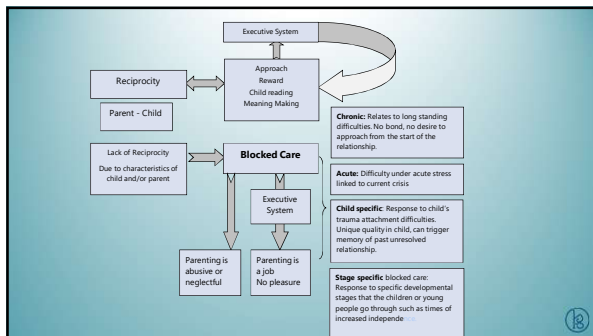 Executive System
Approach
Reward
Child reading
Meaning Making
Reciprocity
Parent - Child
Lack of Reciprocity
Due to characteristics of
child and/or parent
Blocked Care
Executive
System
Parenting is
abusive or
neglectful
Parenting is
a job
No pleasure
Chronic: Relates to long standing
difficulties. No bond, no desire to
approach from the start of the
relationship.
Acute: Difficulty under acute stress
linked to current crisis
Child specific: Response to child's
trauma attachment difficulties.
Unique quality in child, can trigger
memory of past unresolved
relationship.
Stage specific blocked care:
Response to specific developmental
stages that the children or young
people go through such as times of
increased independence